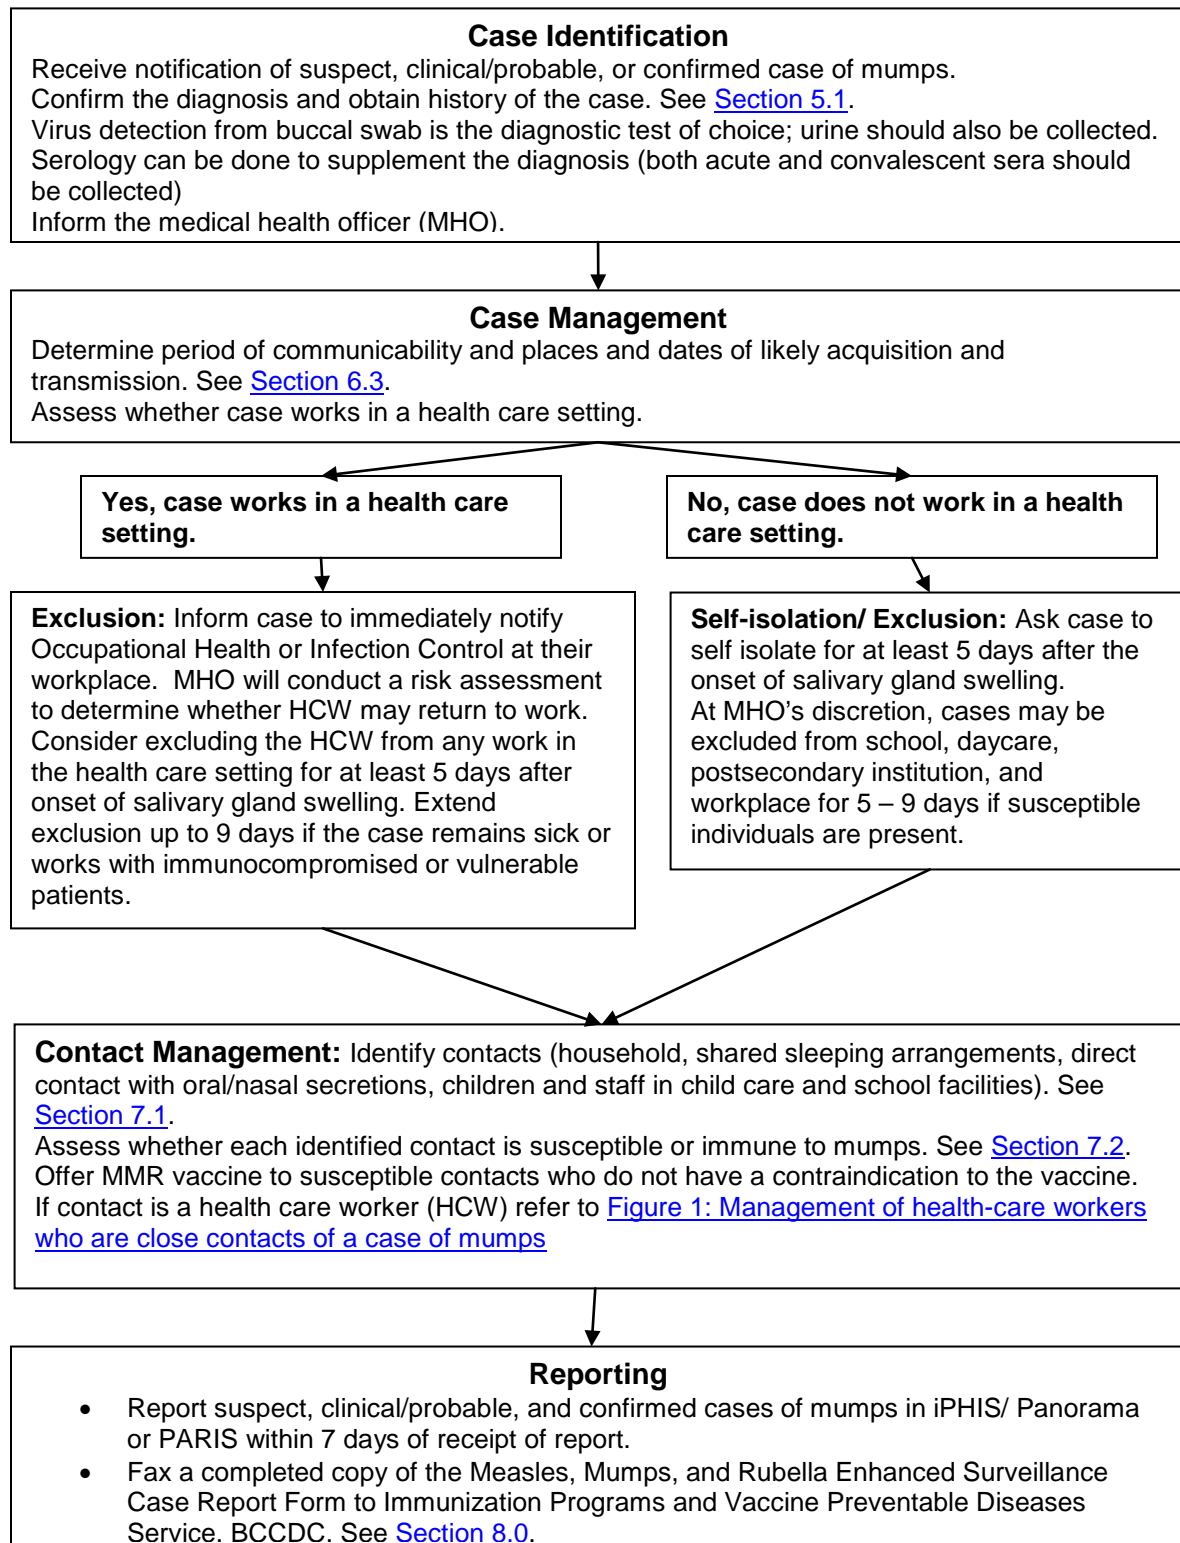 Case Identification
Receive notification of suspect, clinical/probable, or confirmed case of mumps.
Confirm the diagnosis and obtain history of the case. See Section 5.1.
Virus detection from buccal swab is the diagnostic test of choice; urine should also be collected.
Serology can be done to supplement the diagnosis (both acute and convalescent sera should
be collected)
Inform the medical health officer (MHO).
Case Management
Determine period of communicability and places and dates of likely acquisition and
transmission. See Section 6.3.
Assess whether case works in a health care setting.
Yes, case works in a health care
setting.
No, case does not work in a health
care setting.
Exclusion: Inform case to immediately notify
Occupational Health or Infection Control at their
workplace.  MHO will conduct a risk assessment
to determine whether HCW may return to work.
Consider excluding the HCW from any work in
the health care setting for at least 5 days after
onset of salivary gland swelling. Extend
exclusion up to 9 days if the case remains sick or
works with immunocompromised or vulnerable
patients.
Self-isolation/ Exclusion: Ask case to
self isolate for at least 5 days after the
onset of salivary gland swelling.
At MHO's discretion, cases may be
excluded from school, daycare,
postsecondary institution, and
workplace for 5 – 9 days if susceptible
individuals are present.
Contact Management: Identify contacts (household, shared sleeping arrangements, direct
contact with oral/nasal secretions, children and staff in child care and school facilities). See
Section 7.1.
Assess whether each identified contact is susceptible or immune to mumps. See Section 7.2.
Offer MMR vaccine to susceptible contacts who do not have a contraindication to the vaccine.
If contact is a health care worker (HCW) refer to Figure 1: Management of health-care workers
who are close contacts of a case of mumps
Reporting
• Report suspect, clinical/probable, and confirmed cases of mumps in iPHIS/ Panorama
or PARIS within 7 days of receipt of report.
• Fax a completed copy of the Measles, Mumps, and Rubella Enhanced Surveillance
Case Report Form to Immunization Programs and Vaccine Preventable Diseases
Service, BCCDC. See Section 8.0.